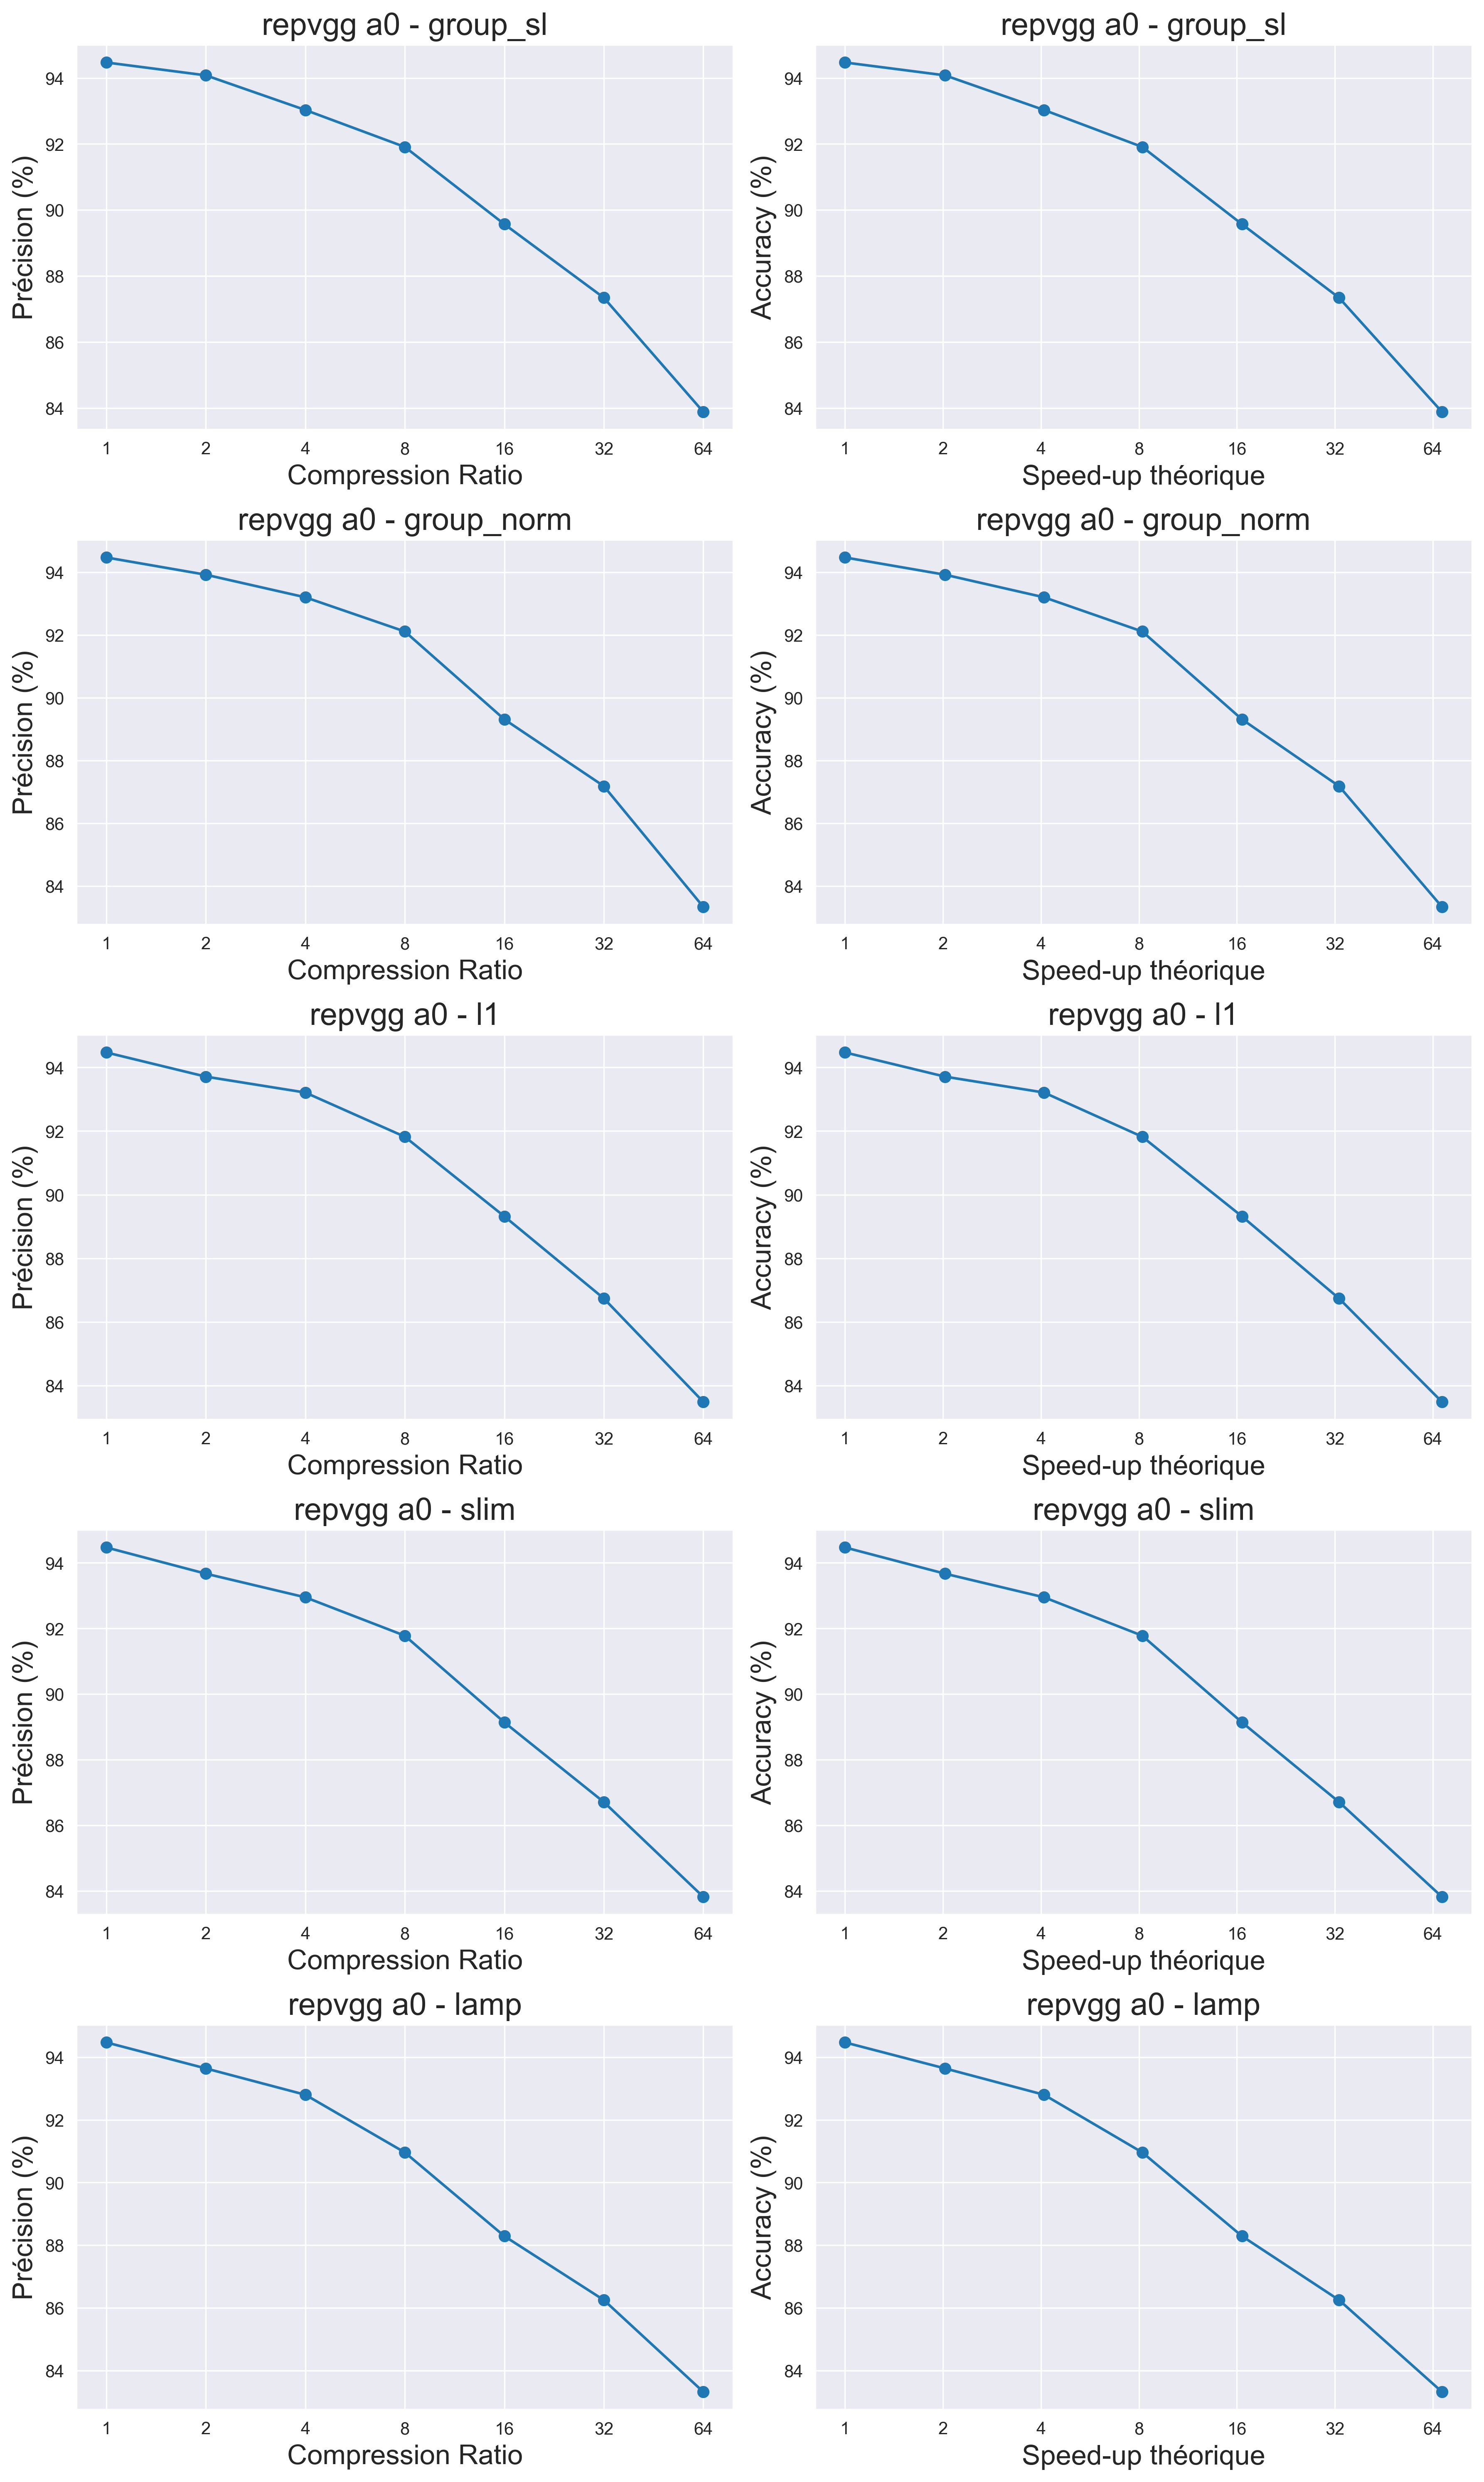 repvgg a0 - group_sl
Précision (%)
94
92
90
88
86
84
1 2 4 8 16 32 64
Compression Ratio
repvgg a0 - group_sl
Accuracy (%)
94
92
90
88
86
84
1 2 4 8 16 32 64
Speed-up théorique
repvgg a0 - group_norm
Précision (%)
94
92
90
88
86
84
1 2 4 8 16 32 64
Compression Ratio
repvgg a0 - group_norm
Accuracy (%)
94
92
90
88
86
84
1 2 4 8 16 32 64
Speed-up théorique
repvgg a0 - l1
Précision (%)
94
92
90
88
86
84
1 2 4 8 16 32 64
Compression Ratio
repvgg a0 - l1
Accuracy (%)
94
92
90
88
86
84
1 2 4 8 16 32 64
Speed-up théorique
repvgg a0 - slim
Précision (%)
94
92
90
88
86
84
1 2 4 8 16 32 64
Compression Ratio
repvgg a0 - slim
Accuracy (%)
94
92
90
88
86
84
1 2 4 8 16 32 64
Speed-up théorique
repvgg a0 - lamp
Précision (%)
94
92
90
88
86
84
1 2 4 8 16 32 64
Compression Ratio
repvgg a0 - lamp
Accuracy (%)
94
92
90
88
86
84
1 2 4 8 16 32 64
Speed-up théorique